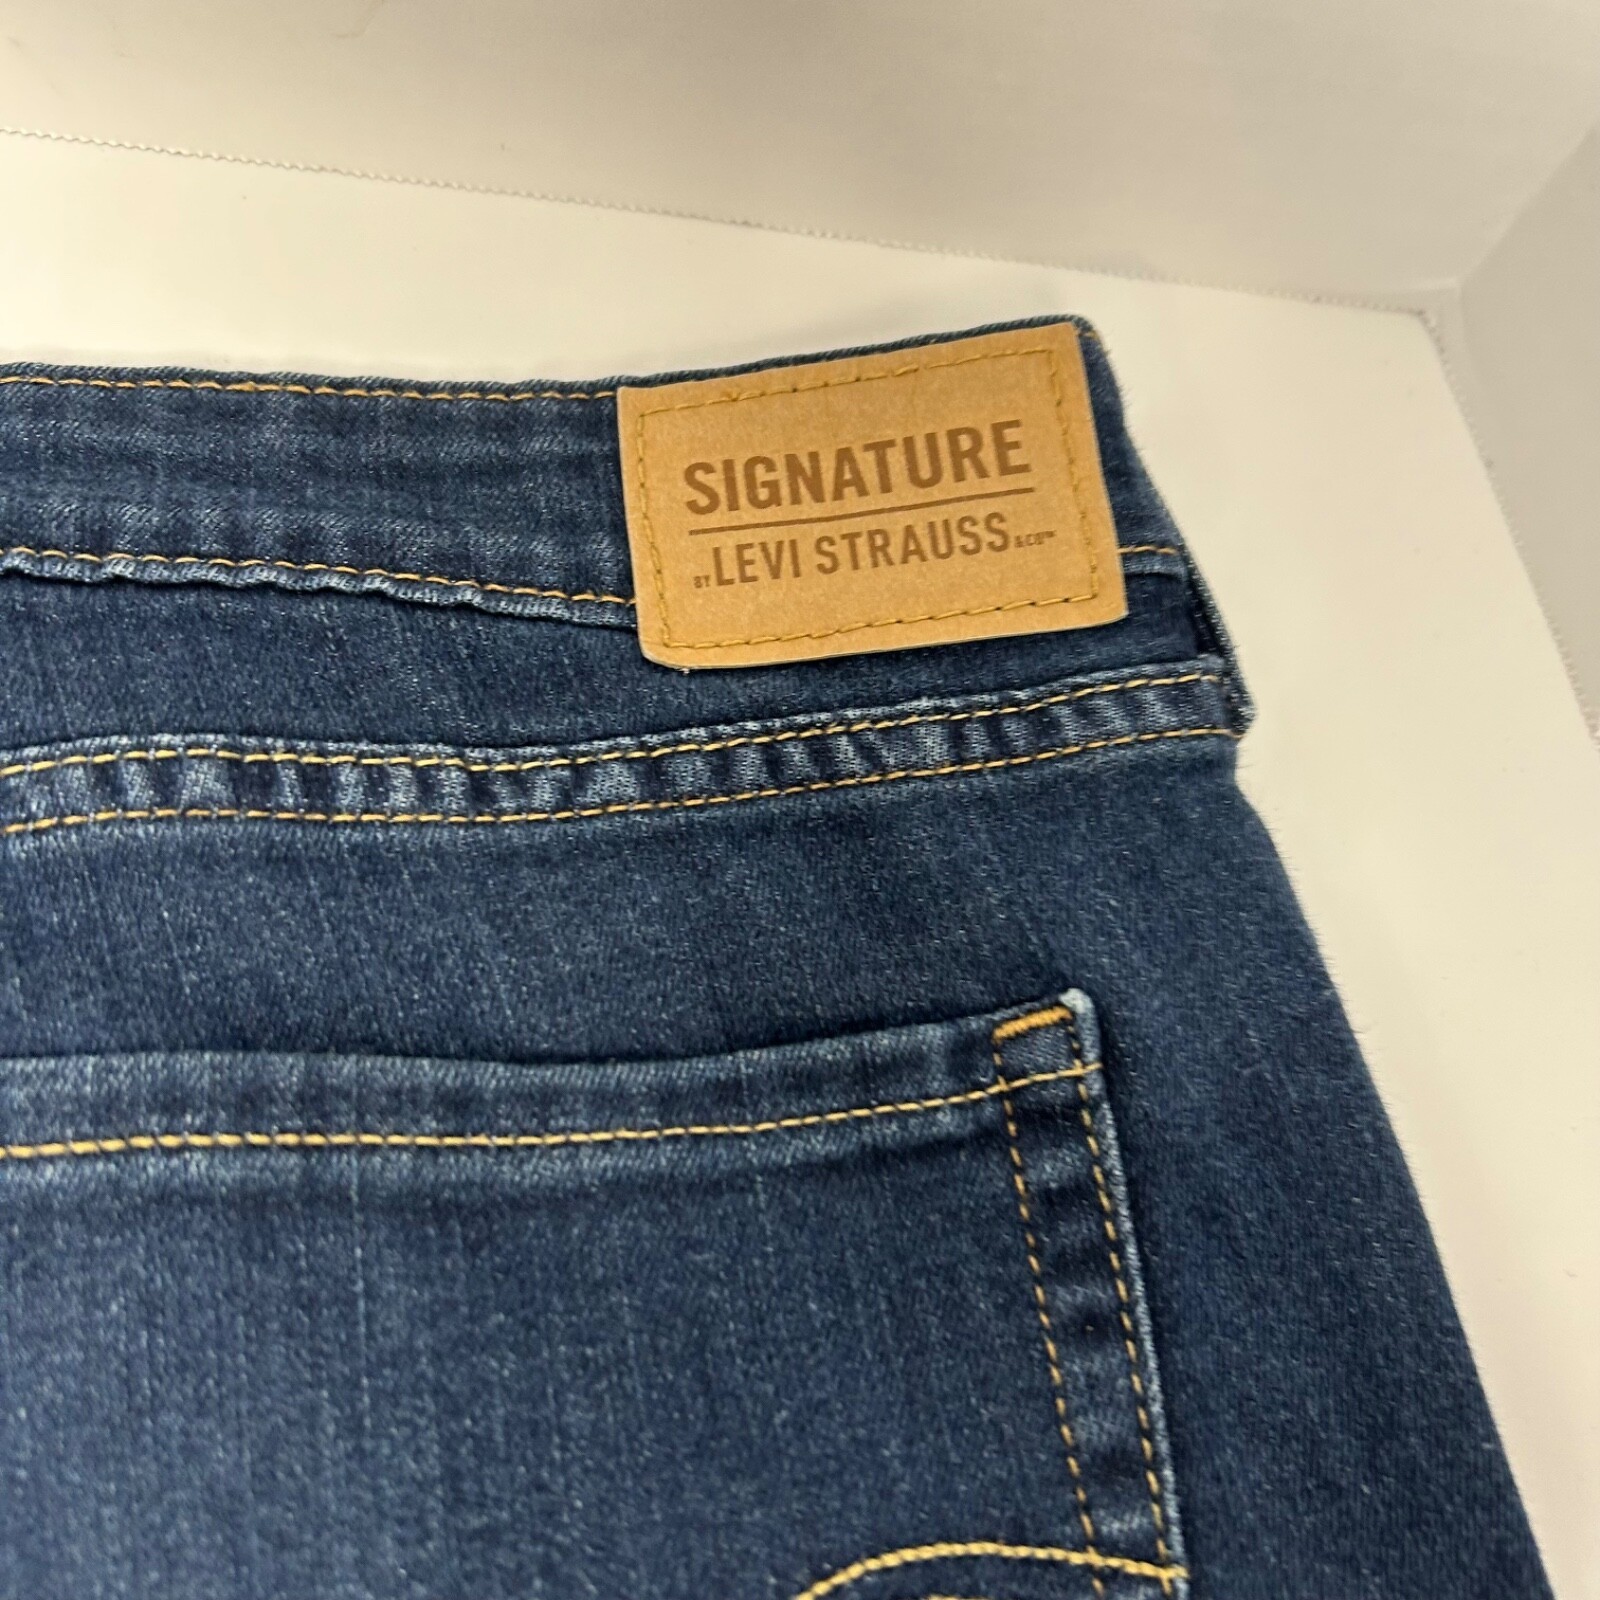 SIGNATURE
BY LEVI STRAUSS & CO™